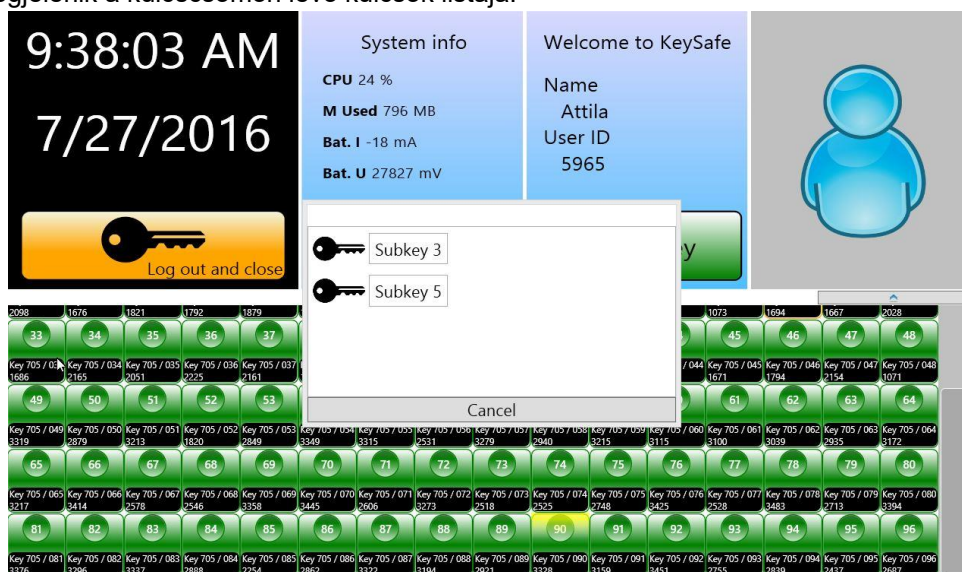 megjelenik a kulcscsomón lévő kulcsok listája.
9:38:03 AM
7/27/2016
Log out and close
System info
CPU 24 %
M Used 796 MB
Bat. I -18 mA
Bat. U 27827 mV
Welcome to KeySafe
Name
Attila
User ID
5965
y
Subkey 3
Subkey 5
Cancel
2098 1676 1821 1792 1879 1073 1694 1667 2028
33 34 35 36 37 45 46 47 48
Key 705 / 034 Key 705 / 035 Key 705 / 036 Key 705 / 037 / 044 Key 705 / 045 Key 705 / 046 Key 705 / 047 Key 705 / 048
1686 2165 2051 2225 2161 1671 1794 2154 1071
49 50 51 52 53 61 62 63 64
Key 705 / 049 Key 705 / 050 Key 705 / 051 Key 705 / 052 Key 705 / 053 Key 705 / 054 Key 705 / 055 Key 705 / 056 Key 705 / 057 Key 705 / 058 Key 705 / 059 Key 705 / 060 Key 705 / 061 Key 705 / 062 Key 705 / 063 Key 705 / 064
3319 2879 3213 1820 2849 3349 3315 2531 3279 2940 3215 3115 3100 3039 2935 3172
65 66 67 68 69 70 71 72 73 74 75 76 77 78 79 80
Key 705 / 065 Key 705 / 066 Key 705 / 067 Key 705 / 068 Key 705 / 069 Key 705 / 070 Key 705 / 071 Key 705 / 072 Key 705 / 073 Key 705 / 074 Key 705 / 075 Key 705 / 076 Key 705 / 077 Key 705 / 078 Key 705 / 079 Key 705 / 080
3217 3414 2578 2546 3358 3445 2606 3273 2518 2525 2748 3425 2528 3483 2713 3394
81 82 83 84 85 86 87 88 89 90 91 92 93 94 95 96
Key 705 / 081 Key 705 / 082 Key 705 / 083 Key 705 / 084 Key 705 / 085 Key 705 / 086 Key 705 / 087 Key 705 / 088 Key 705 / 089 Key 705 / 090 Key 705 / 091 Key 705 / 092 Key 705 / 093 Key 705 / 094 Key 705 / 095 Key 705 / 096